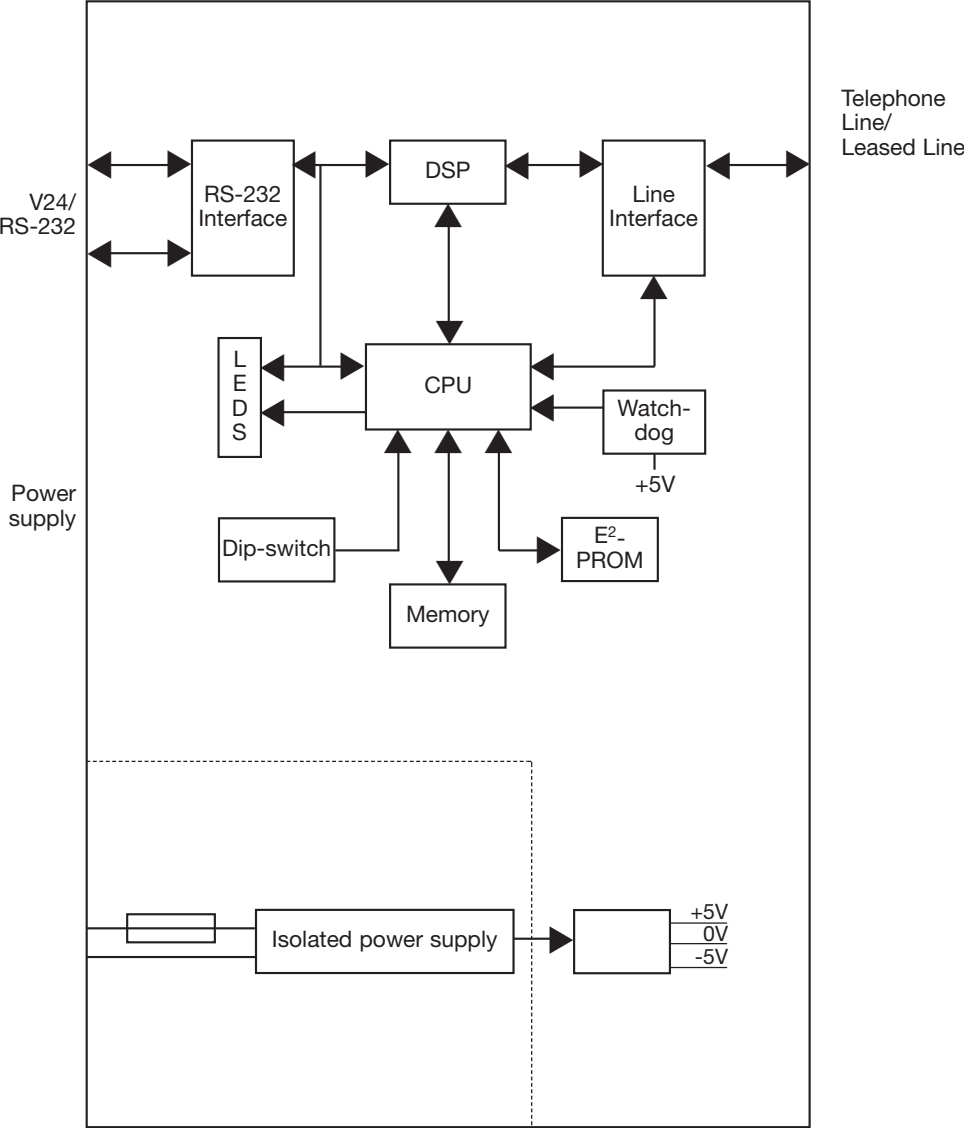 Telephone
Line/
Leased Line
V24/
RS-232
RS-232
Interface
DSP
Line
Interface
L
E
D
S
CPU
Watch-
dog
+5V
Power
supply
Dip-switch
E²-
PROM
Memory
Isolated power supply
+5V
0V
-5V